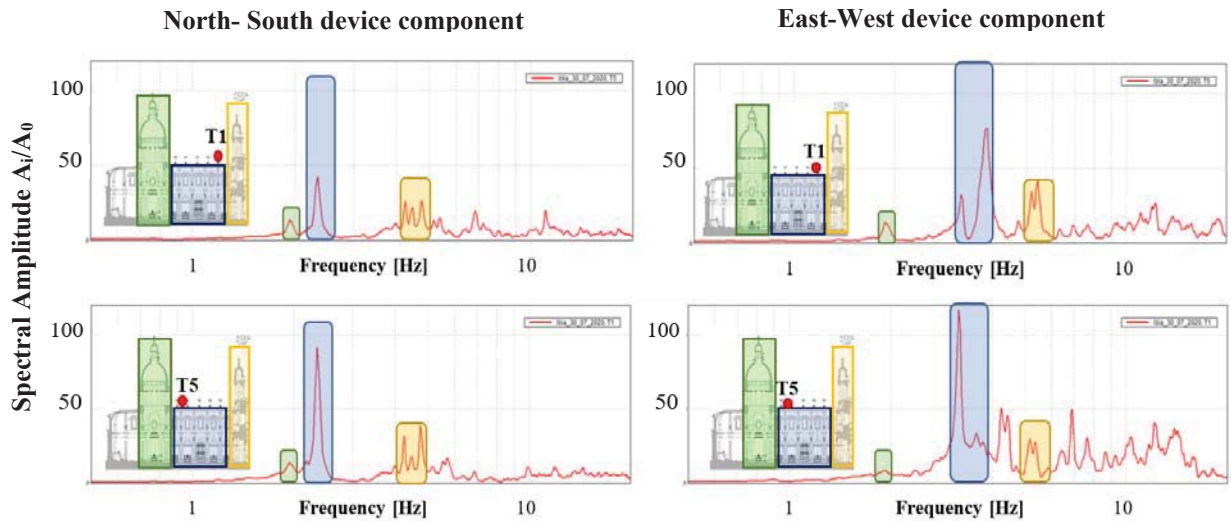 North- South device component
East-West device component
Spectral Amplitude Ai/A0
100
50
T1
1
Frequency [Hz]
10
100
50
T1
1
Frequency [Hz]
10
100
50
T5
1
Frequency [Hz]
10
100
50
T5
1
Frequency [Hz]
10